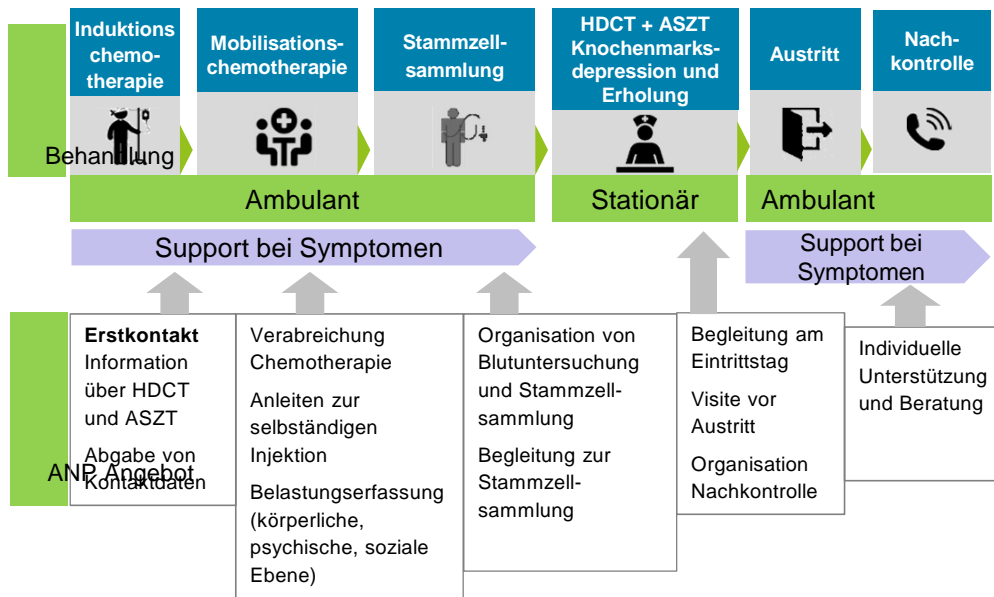 Induktions
chemo-
therapie
Mobilisations-
chemotherapie
Stammzell-
sammlung
HDCT + ASZT
Knochenmarks-
depression und
Erholung
Austritt
Nach-
kontrolle
Behandlung
Ambulant
Stationär
Ambulant
Support bei Symptomen
Support bei
Symptomen
ANP Angebot
Erstkontakt
Information
über HDCT
und ASZT
Abgabe von
Kontaktdaten
Verabreichung
Chemotherapie
Anleiten zur
selbständigen
Injektion
Belastungserfassung
(körperliche,
psychische, soziale
Ebene)
Organisation von
Blutuntersuchung
und Stammzell-
sammlung
Begleitung zur
Stammzell-
sammlung
Begleitung am
Eintrittstag
Visite vor
Austritt
Organisation
Nachkontrolle
Individuelle
Unterstützung
und Beratung